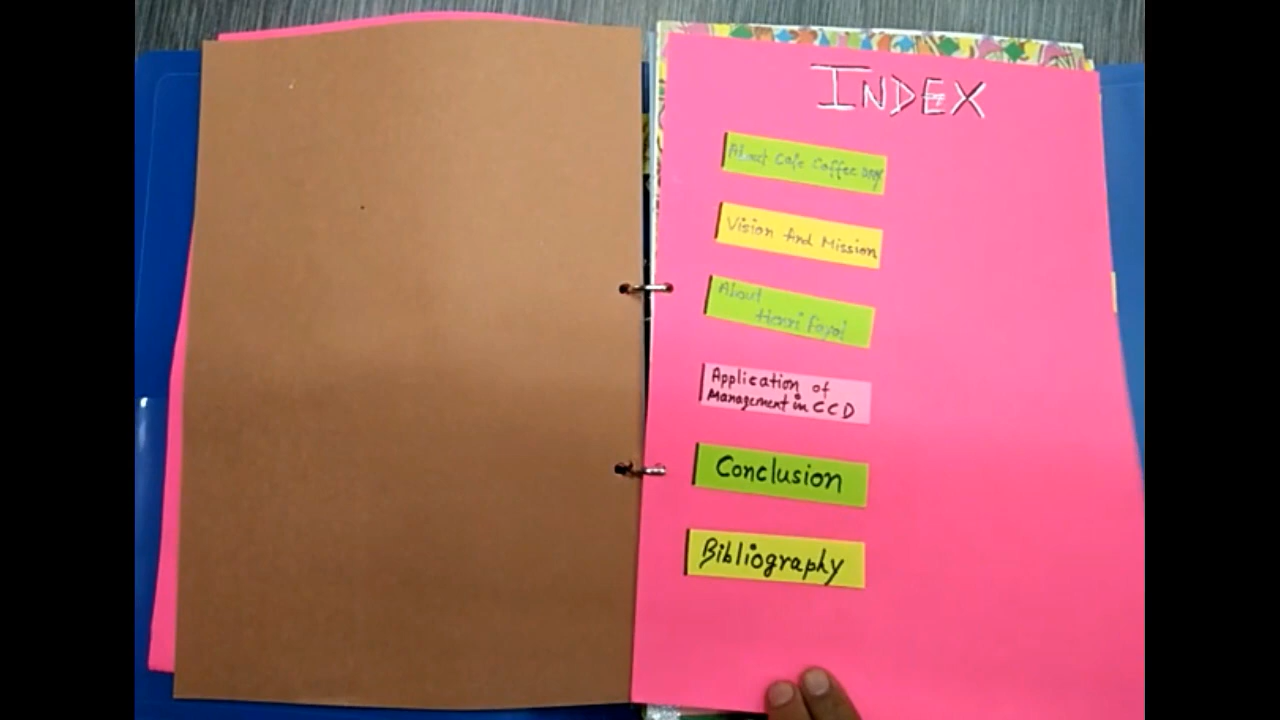 INDEX
About Cafe Coffee DAY
Vision And Mission
About
Henri Fayol
Application of
Management in CCD
Conclusion
Bibliography